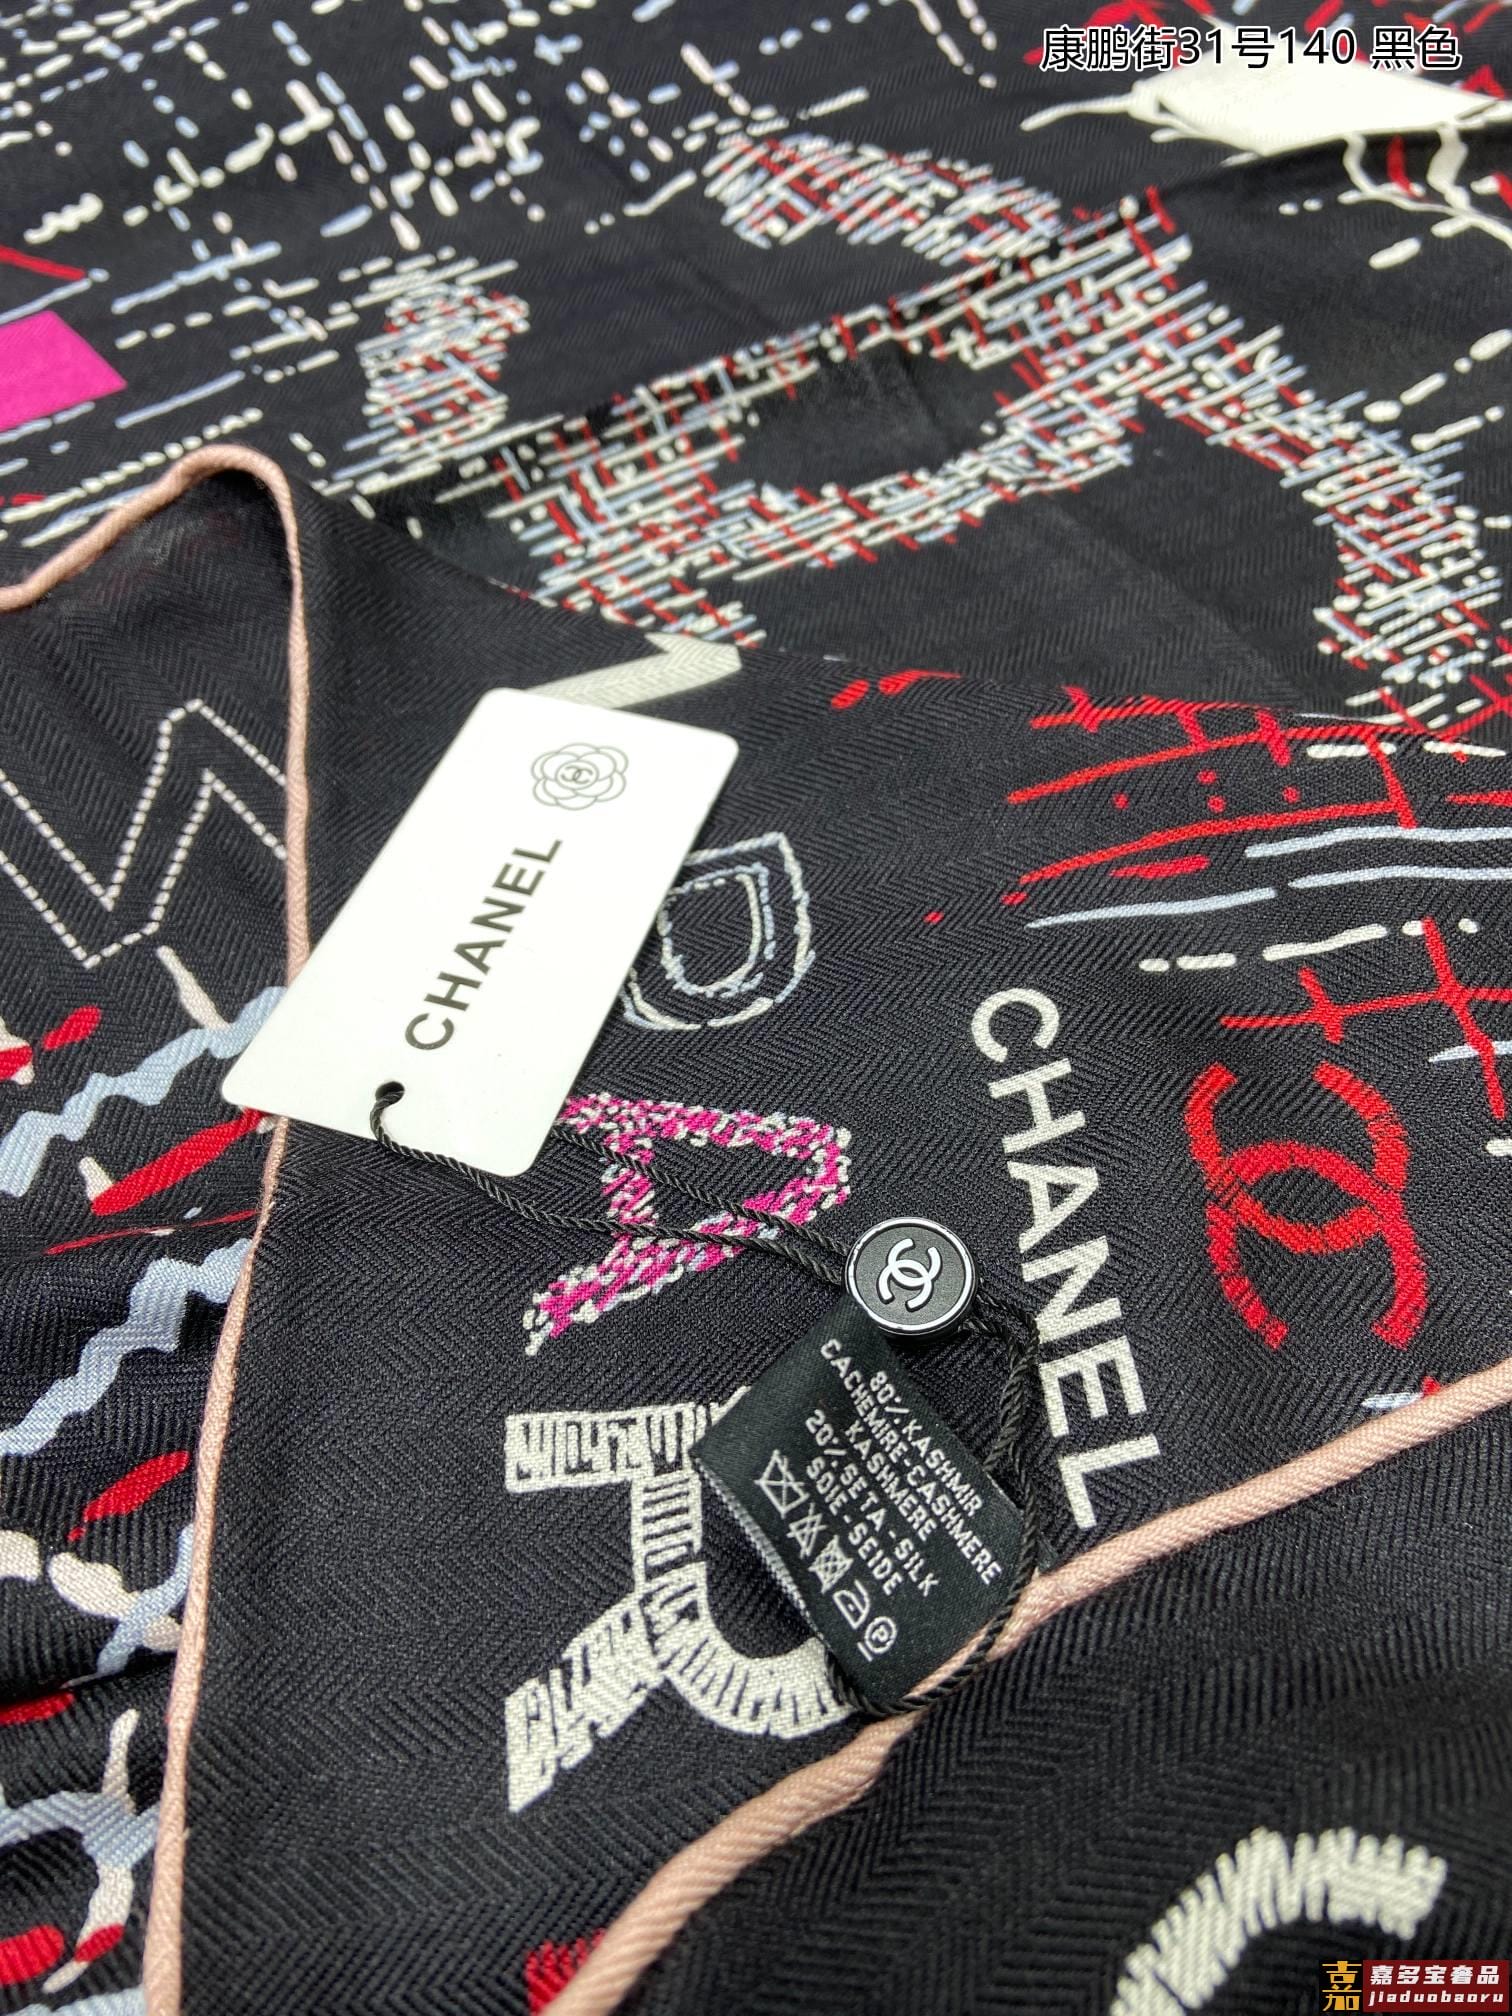 康鹏街31号140 黑色
CHANEL
CHANEL
80%KASHMIR
CACHEMIRE-CASHMERE
KASHMERE
20%SETA-SILK
SOIE-SEIDE
P
嘉 嘉多宝奢品
jiaduobaoru